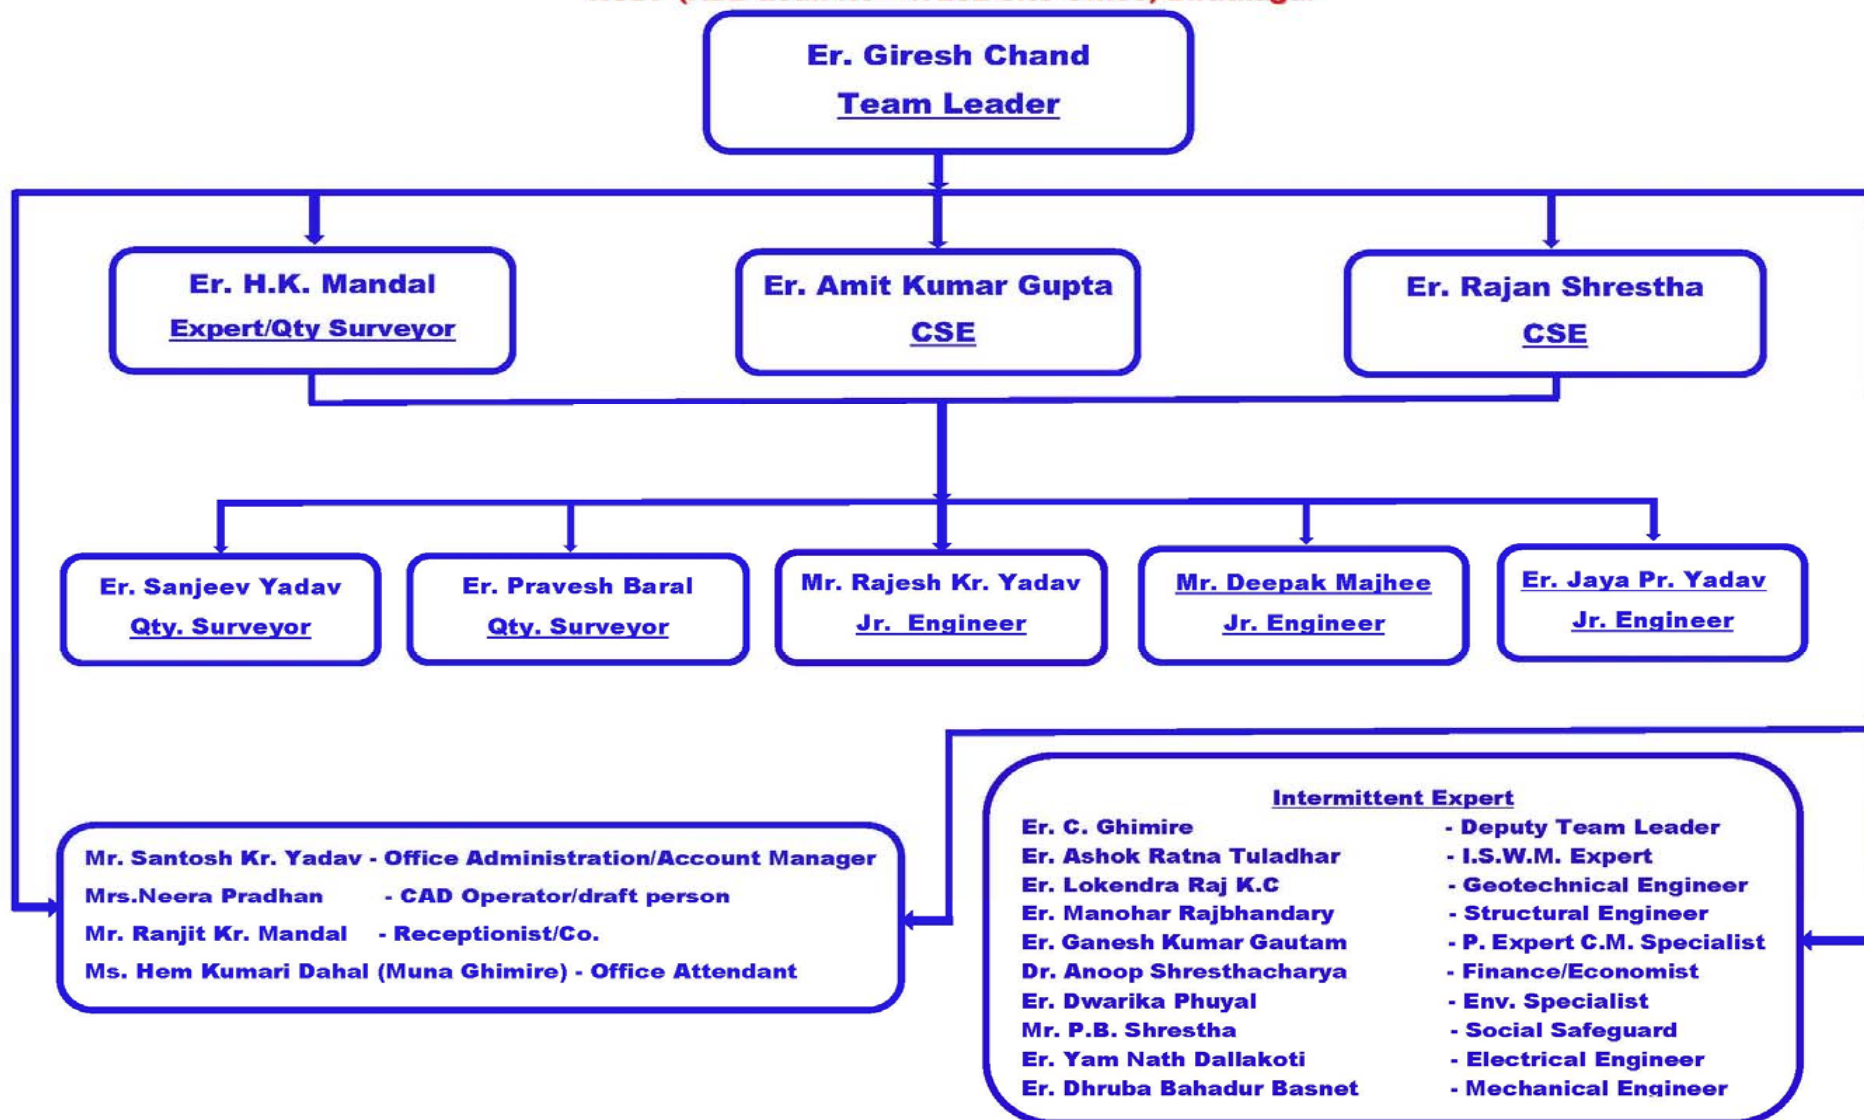 Er. Giresh Chand
Team Leader
Er. H.K. Mandal
Expert/Qty Surveyor
Er. Amit Kumar Gupta
CSE
Er. Rajan Shrestha
CSE
Er. Sanjeev Yadav
Qty. Surveyor
Er. Pravesh Baral
Qty. Surveyor
Mr. Rajesh Kr. Yadav
Jr. Engineer
Mr. Deepak Majhee
Jr. Engineer
Er. Jaya Pr. Yadav
Jr. Engineer
Mr. Santosh Kr. Yadav - Office Administration/Account Manager
Mrs.Neera Pradhan - CAD Operator/draft person
Mr. Ranjit Kr. Mandal - Receptionist/Co.
Ms. Hem Kumari Dahal (Muna Ghimire) - Office Attendant
Intermittent Expert
Er. C. Ghimire - Deputy Team Leader
Er. Ashok Ratna Tuladhar - I.S.W.M. Expert
Er. Lokendra Raj K.C - Geotechnical Engineer
Er. Manohar Rajbhandary - Structural Engineer
Er. Ganesh Kumar Gautam - P. Expert C.M. Specialist
Dr. Anoop Shresthacharya - Finance/Economist
Er. Dwarika Phuyal - Env. Specialist
Mr. P.B. Shrestha - Social Safeguard
Er. Yam Nath Dallakoti - Electrical Engineer
Er. Dhruba Bahadur Basnet - Mechanical Engineer